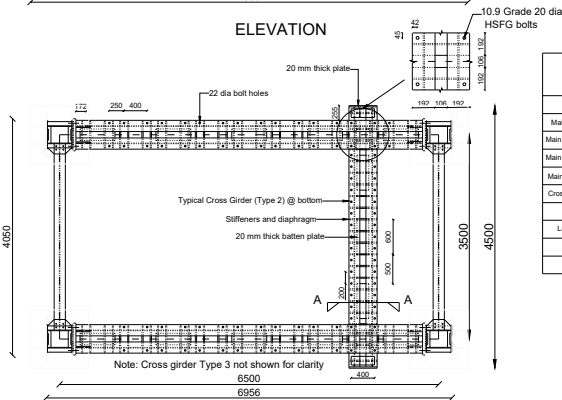 ELEVATION
10.9 Grade 20 dia
HSFG bolts
42
45
192
106
192
192 106 192
20 mm thick plate
22 dia bolt holes
172
250 400
255
Typical Cross Girder (Type 2) @ bottom
Stiffeners and diaphragm
20 mm thick batten plate
600
500
200
A A
4050
3500
4500
Note: Cross girder Type 3 not shown for clarity
400
6500
6956
Mai
Main
Main
Mai
Cros
L